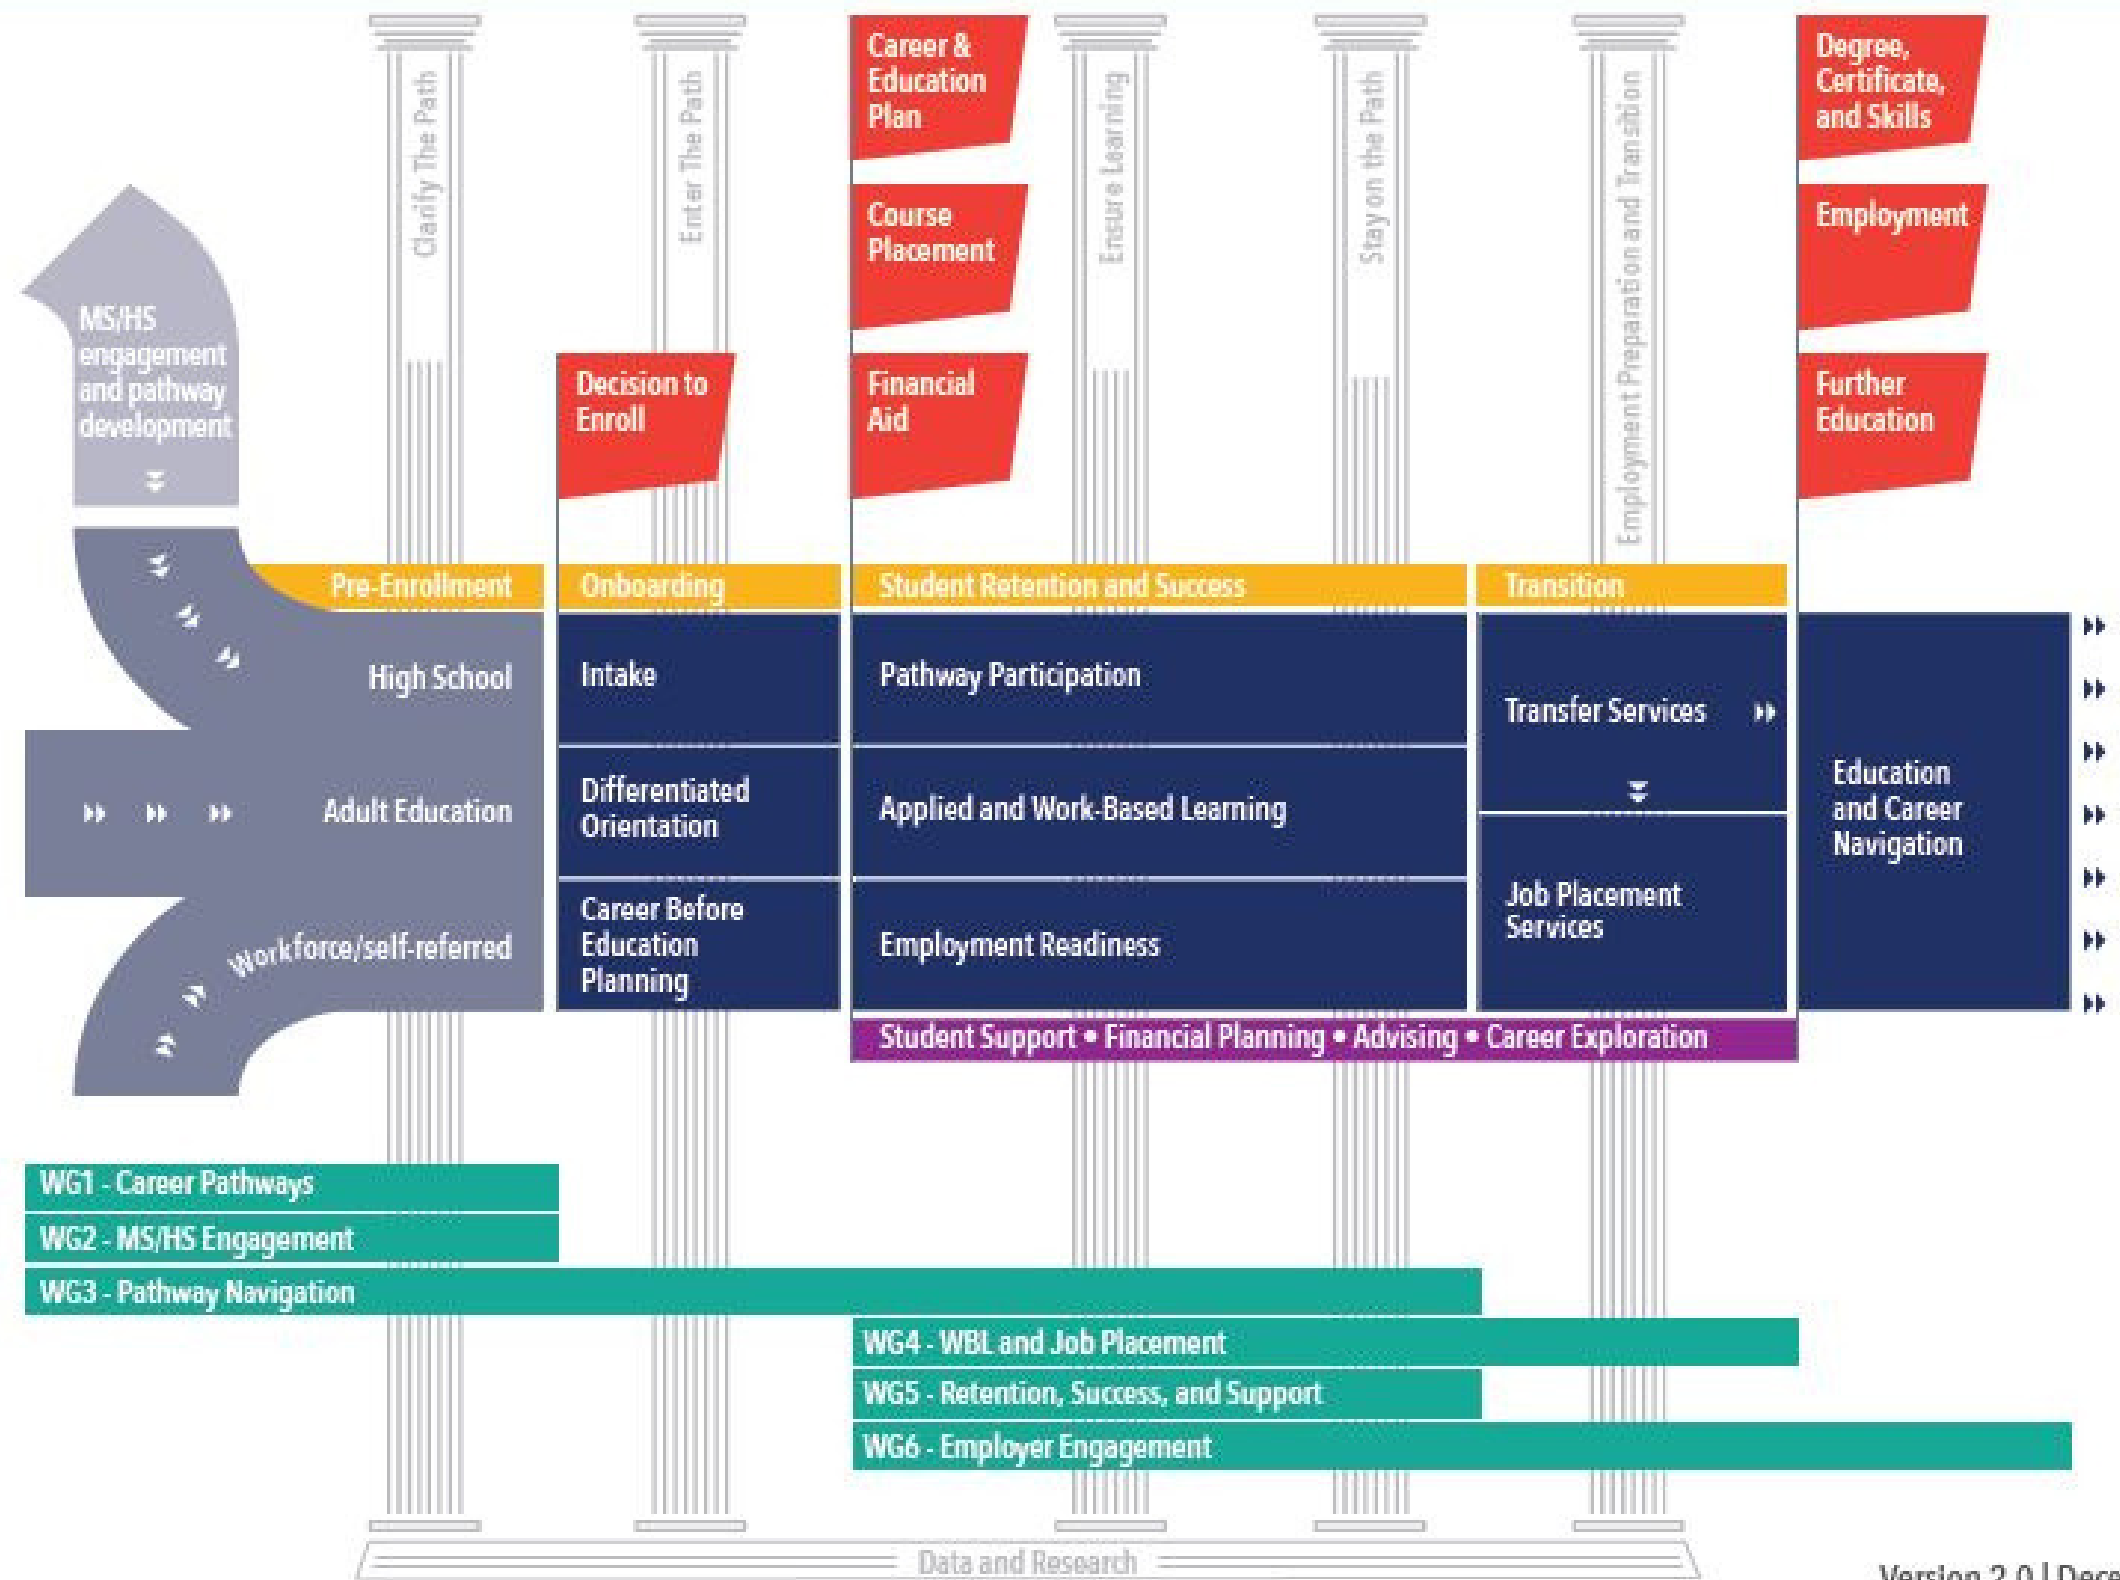 Clarify The Path
Enter The Path
Ensure Learning
Stay on the Path
Employment Preparation and Transition
Career &
Education
Plan
Course
Placement
Financial
Aid
Decision to
Enroll
Degree,
Certificate,
and Skills
Employment
Further
Education
MS/HS
engagement
and pathway
development
Pre-Enrollment
Onboarding
Student Retention and Success
Transition
High School
Adult Education
Workforce/self-referred
Intake
Differentiated
Orientation
Career Before
Education
Planning
Pathway Participation
Applied and Work-Based Learning
Employment Readiness
Transfer Services
Job Placement
Services
Education
and Career
Navigation
Student Support • Financial Planning • Advising • Career Exploration
WG1 - Career Pathways
WG2 - MS/HS Engagement
WG3 - Pathway Navigation
WG4 - WBL and Job Placement
WG5 - Retention, Success, and Support
WG6 - Employer Engagement
Data and Research
Version 2.0 |